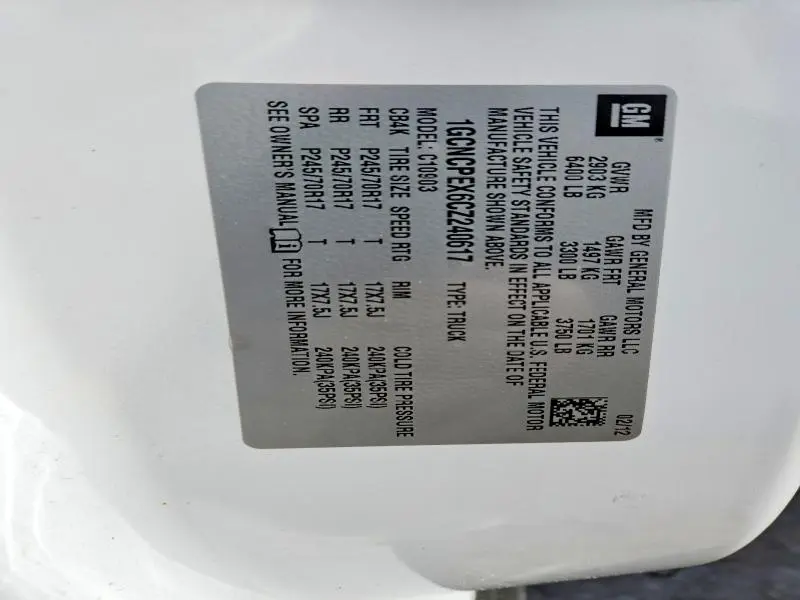 GM®
MFD BY GENERAL MOTORS LLC 02/12
GVWR GAWR FRT GAWR RR
2903 KG 1497 KG 1701 KG
6400 LB 3300 LB 3750 LB
THIS VEHICLE CONFORMS TO ALL APPLICABLE U.S. FEDERAL MOTOR
VEHICLE SAFETY STANDARDS IN EFFECT ON THE DATE OF
MANUFACTURE SHOWN ABOVE.
1GCNCPEX6CZ240617 TYPE: TRUCK
MODEL: C10903
CB4K TIRE SIZE SPEED RTG RIM COLD TIRE PRESSURE
FRT P245/70R17 T 17X7.5J 240KPA(35PSI)
RR P245/70R17 T 17X7.5J 240KPA(35PSI)
SPA P245/70R17 T 17X7.5J 240KPA(35PSI)
SEE OWNER'S MANUAL FOR MORE INFORMATION.